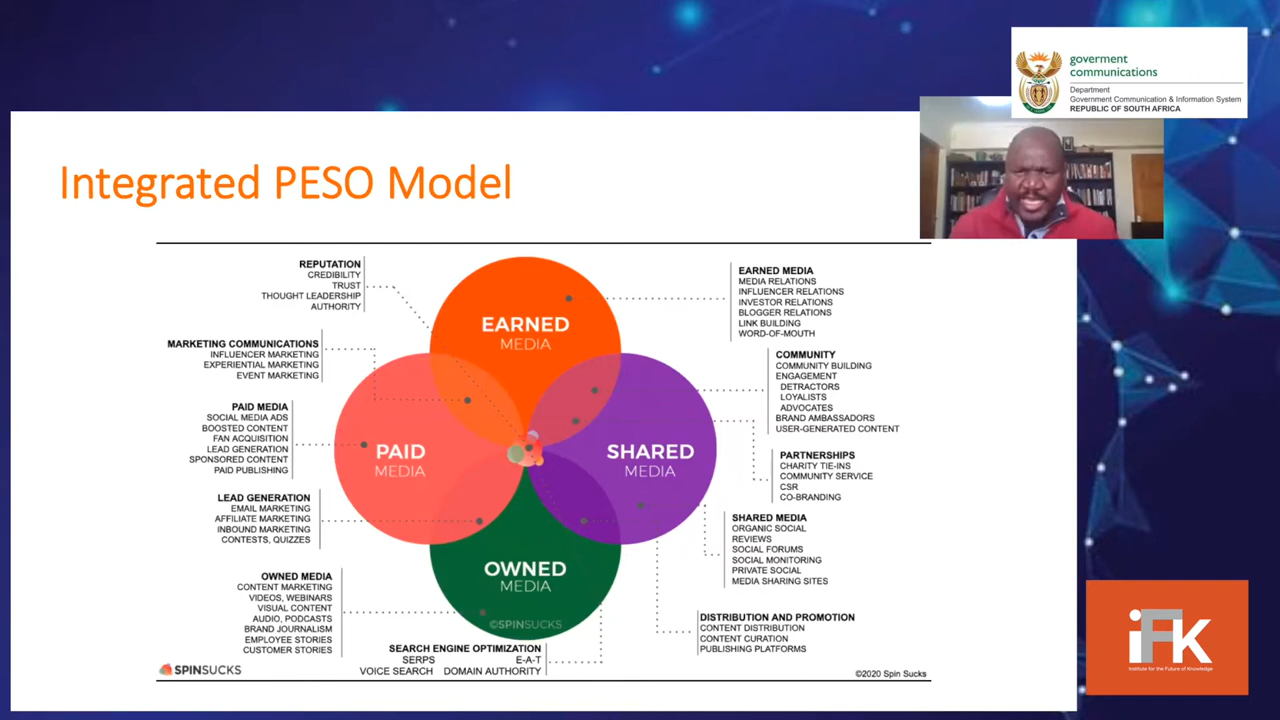 goverment
communications
Department
Government Communication & Information System
REPUBLIC OF SOUTH AFRICA
Integrated PESO Model
REPUTATION
CREDIBILITY
TRUST
THOUGHT LEADERSHIP
AUTHORITY
MARKETING COMMUNICATIONS
INFLUENCER MARKETING
EXPERIENTIAL MARKETING
EVENT MARKETING
PAID MEDIA
SOCIAL MEDIA ADS
BOOSTED CONTENT
FAN ACQUISITION
LEAD GENERATION
SPONSORED CONTENT
PAID PUBLISHING
LEAD GENERATION
EMAIL MARKETING
AFFILIATE MARKETING
INBOUND MARKETING
CONTESTS, QUIZZES
OWNED MEDIA
CONTENT MARKETING
VIDEOS, WEBINARS
VISUAL CONTENT
AUDIO, PODCASTS
BRAND JOURNALISM
EMPLOYEE STORIES
CUSTOMER STORIES
EARNED
MEDIA
PAID
MEDIA
SHARED
MEDIA
OWNED
MEDIA
©SPINSUCKS
EARNED MEDIA
MEDIA RELATIONS
INFLUENCER RELATIONS
INVESTOR RELATIONS
BLOGGER RELATIONS
LINK BUILDING
WORD-OF-MOUTH
COMMUNITY
COMMUNITY BUILDING
ENGAGEMENT
DETRACTORS
LOYALISTS
ADVOCATES
BRAND AMBASSADORS
USER-GENERATED CONTENT
PARTNERSHIPS
CHARITY TIE-INS
COMMUNITY SERVICE
CSR
CO-BRANDING
SHARED MEDIA
ORGANIC SOCIAL
REVIEWS
SOCIAL FORUMS
SOCIAL MONITORING
PRIVATE SOCIAL
MEDIA SHARING SITES
DISTRIBUTION AND PROMOTION
CONTENT DISTRIBUTION
CONTENT CURATION
PUBLISHING PLATFORMS
SEARCH ENGINE OPTIMIZATION
SERPS E-A-T
VOICE SEARCH DOMAIN AUTHORITY
SPINSUCKS
©2020 Spin Sucks
iFK
Institute for the Future of Knowledge